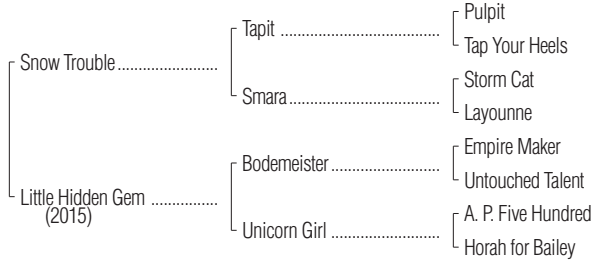 Pulpit
Tapit ................................................
Tap Your Heels
Snow Trouble ..............................
Storm Cat
Smara .............................................
Layounne
Empire Maker
Bodemeister .................................
Untouched Talent
Little Hidden Gem ....................
(2015)
A. P. Five Hundred
Unicorn Girl .................................
Horah for Bailey